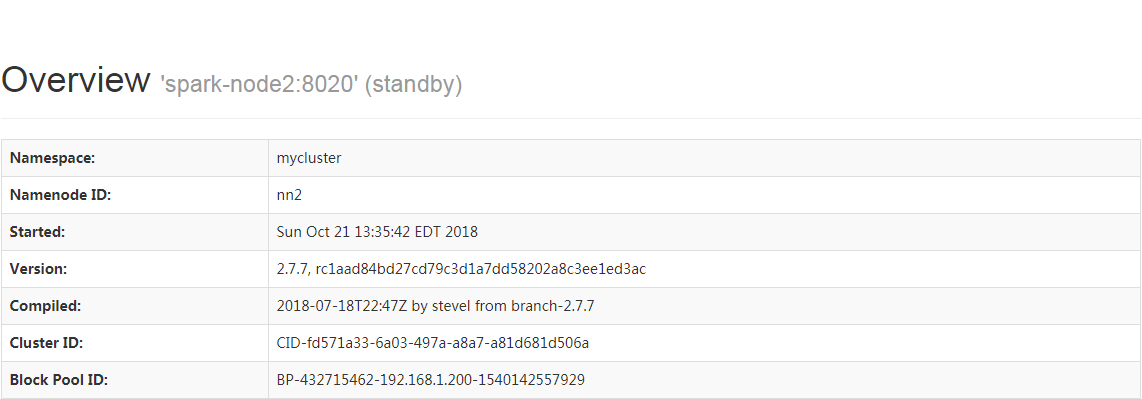 Overview 'spark-node2:8020' (standby)
Namespace: mycluster
Namenode ID: nn2
Started: Sun Oct 21 13:35:42 EDT 2018
Version: 2.7.7, rc1aad84bd27cd79c3d1a7dd58202a8c3ee1ed3ac
Compiled: 2018-07-18T22:47Z by stevel from branch-2.7.7
Cluster ID: CID-fd571a33-6a03-497a-a8a7-a81d681d506a
Block Pool ID: BP-432715462-192.168.1.200-1540142557929